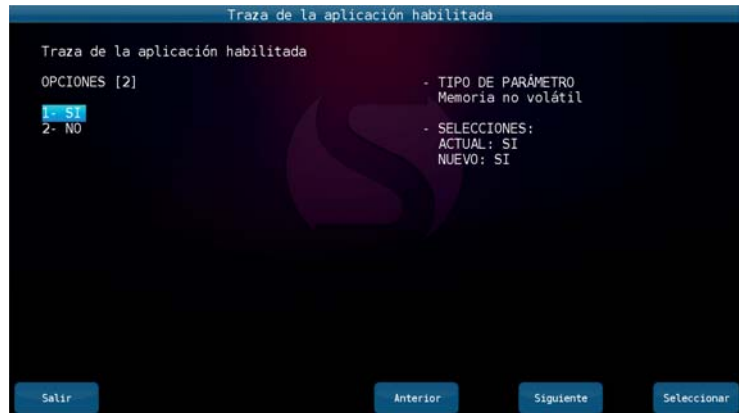 Traza de la aplicación habilitada
Traza de la aplicación habilitada
OPCIONES [2]
1- SI
2- NO
- TIPO DE PARÁMETRO
Memoria no volátil
- SELECCIONES:
ACTUAL: SI
NUEVO: SI
Salir
Anterior
Siguiente
Seleccionar